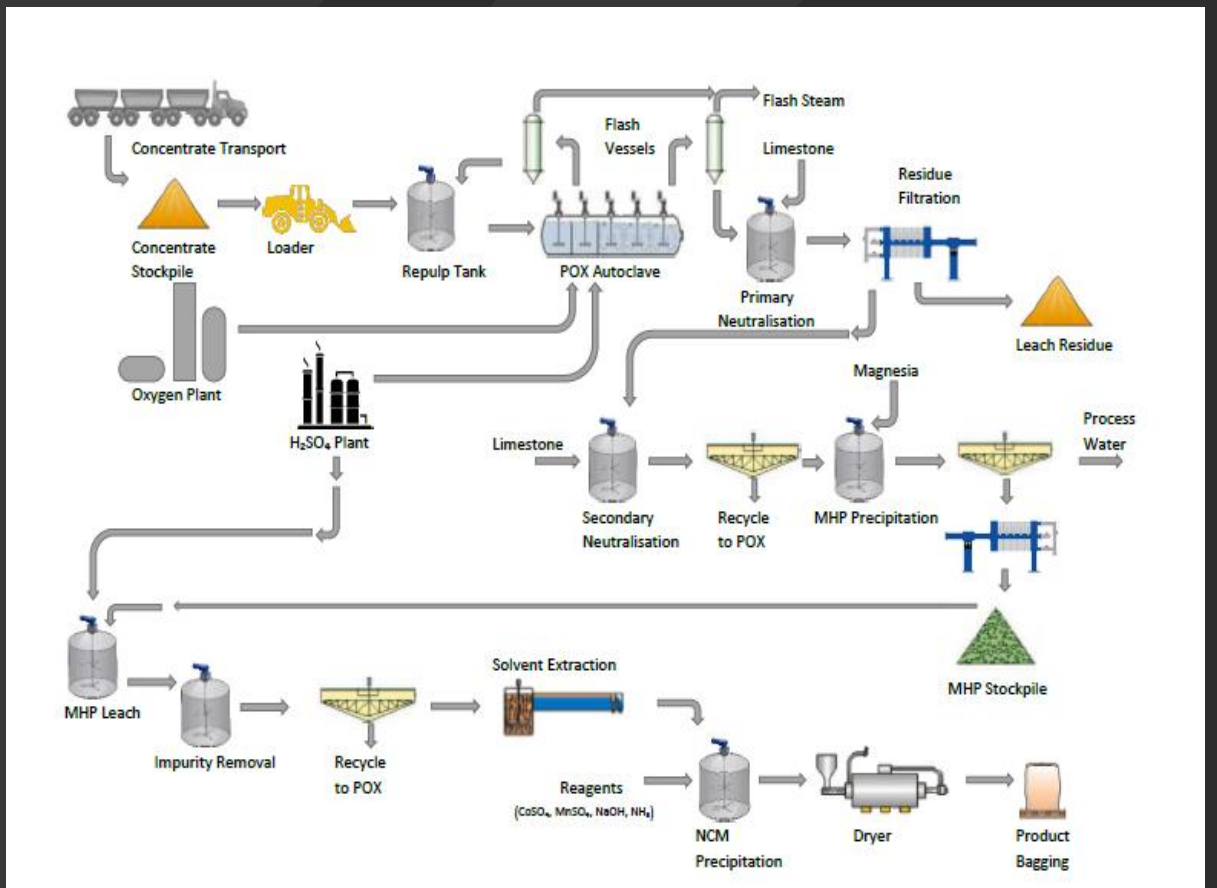 Flash Steam
Flash
Vessels
Limestone
Concentrate Transport
Residue
Filtration
Concentrate
Stockpile
Loader
Repulp Tank
POX Autoclave
Primary
Neutralisation
Leach Residue
Oxygen Plant
Magnesia
H₂SO₄ Plant
Limestone
Process
Water
Secondary
Neutralisation
Recycle
to POX
MHP Precipitation
MHP Stockpile
MHP Leach
Solvent Extraction
Impurity Removal
Recycle
to POX
Reagents
(CoSO₄, MnSO₄, NaOH, NH₃)
NCM
Precipitation
Dryer
Product
Bagging